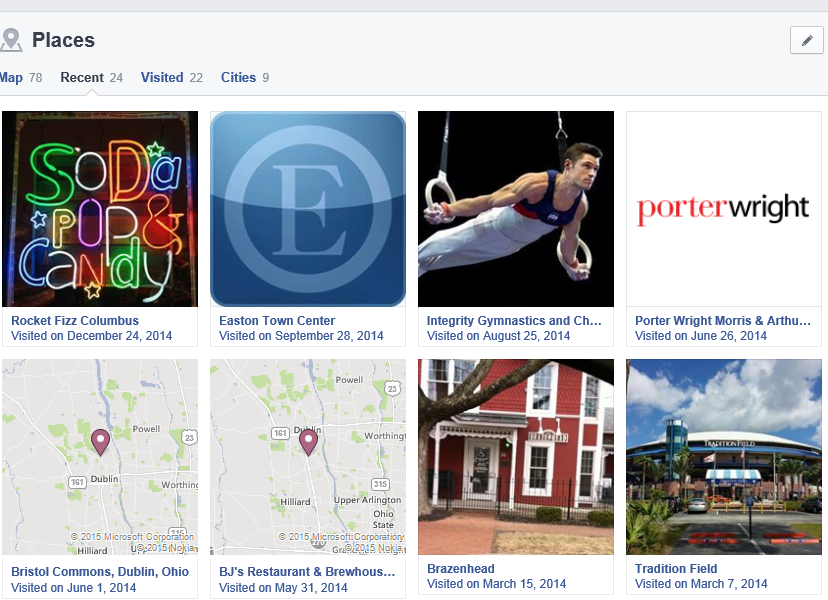 Places
Map 78 Recent 24 Visited 22 Cities 9
SoDa
POP &
CaNdy
Rocket Fizz Columbus
Visited on December 24, 2014
E
Easton Town Center
Visited on September 28, 2014
Integrity Gymnastics and Ch...
Visited on August 25, 2014
porterwright
Porter Wright Morris & Arthu...
Visited on June 26, 2014
Powell
23
161 Dublin
Worthing
315
Hilliard
© 2015 Microsoft Corporation
© 2015 Nokia
Bristol Commons, Dublin, Ohio
Visited on June 1, 2014
Powell
23
161 Dublin
Worthingt
315
Hilliard
Upper Arlington
Ohio
State
© 2015 Microsoft Corporation
© 2015 Nokia
270
BJ's Restaurant & Brewhous...
Visited on May 31, 2014
Brazenhead
Visited on March 15, 2014
TRADITION FIELD
Tradition Field
Visited on March 7, 2014